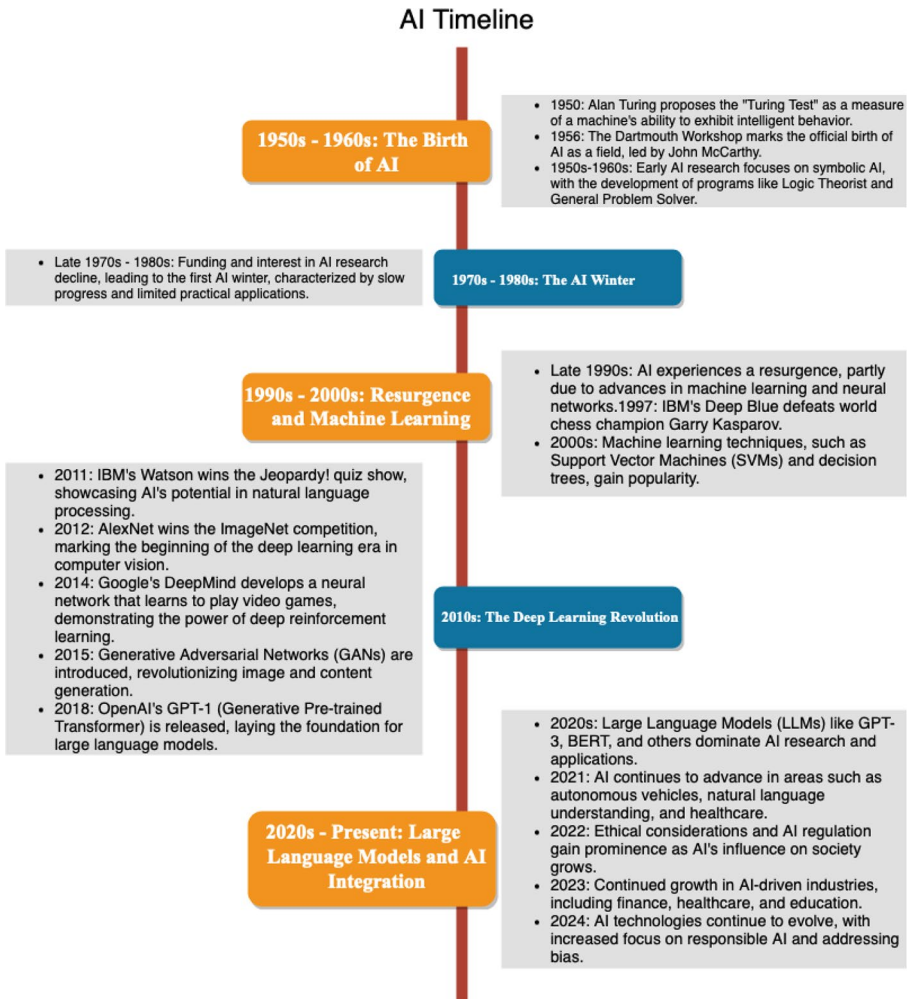 AI Timeline
1950s - 1960s: The Birth
of AI
• 1950: Alan Turing proposes the "Turing Test" as a measure
of a machine's ability to exhibit intelligent behavior.
• 1956: The Dartmouth Workshop marks the official birth of
AI as a field, led by John McCarthy.
• 1950s-1960s: Early AI research focuses on symbolic AI,
with the development of programs like Logic Theorist and
General Problem Solver.
1970s - 1980s: The AI Winter
• Late 1970s - 1980s: Funding and interest in AI research
decline, leading to the first AI winter, characterized by slow
progress and limited practical applications.
1990s - 2000s: Resurgence
and Machine Learning
• Late 1990s: AI experiences a resurgence, partly
due to advances in machine learning and neural
networks.1997: IBM's Deep Blue defeats world
chess champion Garry Kasparov.
• 2000s: Machine learning techniques, such as
Support Vector Machines (SVMs) and decision
trees, gain popularity.
2010s: The Deep Learning Revolution
• 2011: IBM's Watson wins the Jeopardy! quiz show,
showcasing AI's potential in natural language
processing.
• 2012: AlexNet wins the ImageNet competition,
marking the beginning of the deep learning era in
computer vision.
• 2014: Google's DeepMind develops a neural
network that learns to play video games,
demonstrating the power of deep reinforcement
learning.
• 2015: Generative Adversarial Networks (GANs) are
introduced, revolutionizing image and content
generation.
• 2018: OpenAI's GPT-1 (Generative Pre-trained
Transformer) is released, laying the foundation for
large language models.
2020s - Present: Large
Language Models and AI
Integration
• 2020s: Large Language Models (LLMs) like GPT-
3, BERT, and others dominate AI research and
applications.
• 2021: AI continues to advance in areas such as
autonomous vehicles, natural language
understanding, and healthcare.
• 2022: Ethical considerations and AI regulation
gain prominence as AI's influence on society
grows.
• 2023: Continued growth in AI-driven industries,
including finance, healthcare, and education.
• 2024: AI technologies continue to evolve, with
increased focus on responsible AI and addressing
bias.